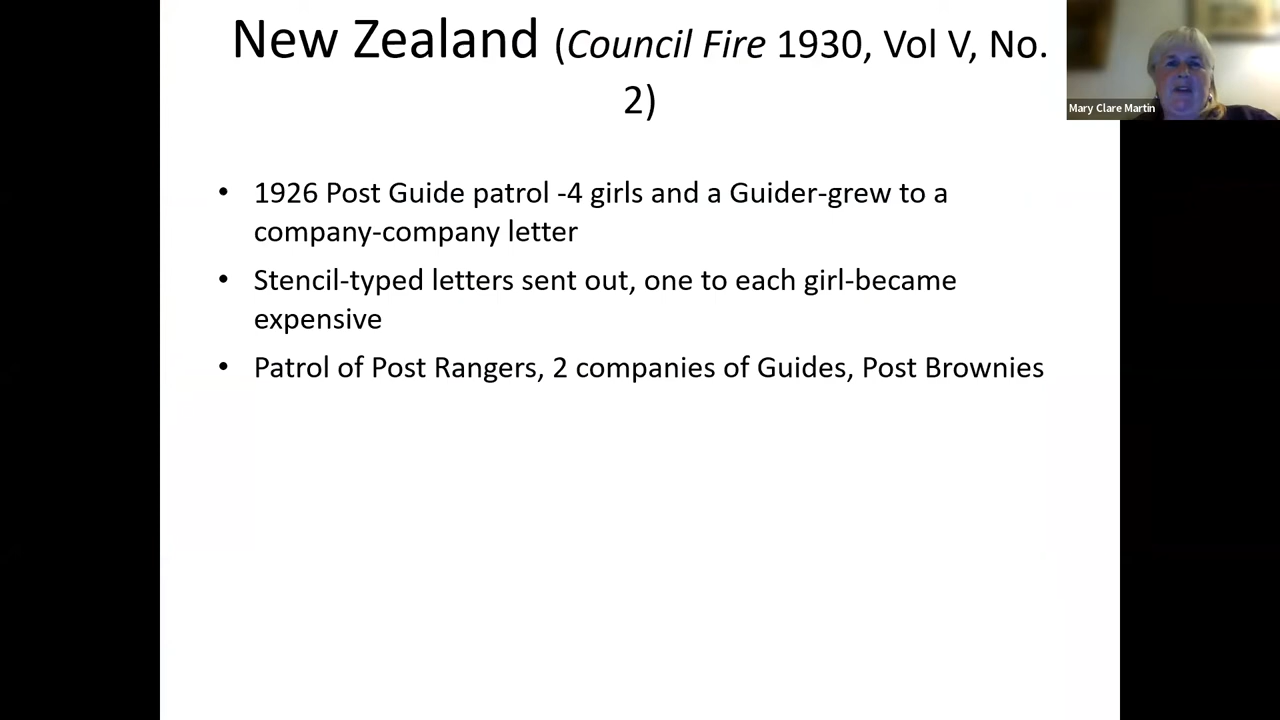 New Zealand (Council Fire 1930, Vol V, No.
2)
Mary Clare Martin
• 1926 Post Guide patrol -4 girls and a Guider-grew to a
company-company letter
• Stencil-typed letters sent out, one to each girl-became
expensive
• Patrol of Post Rangers, 2 companies of Guides, Post Brownies